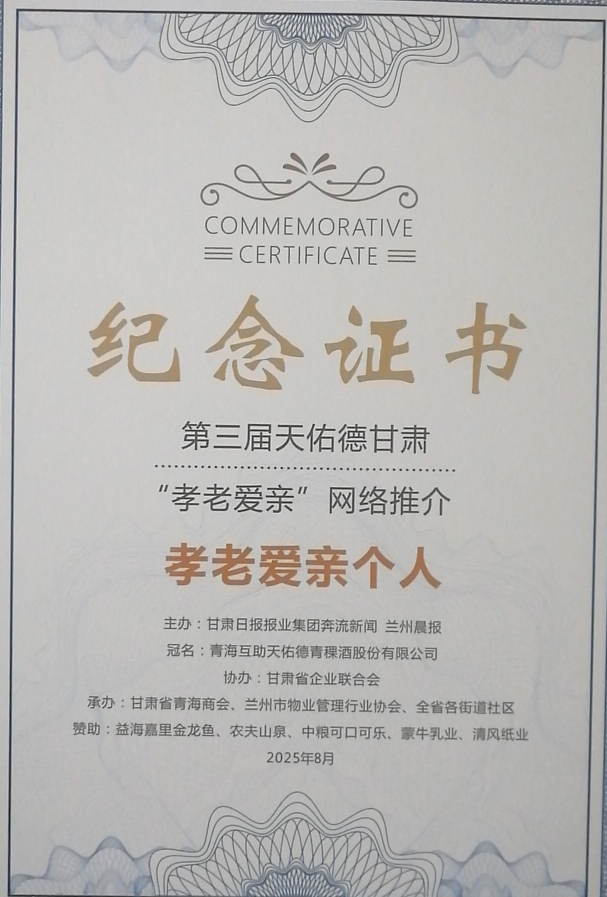 COMMEMORATIVE
CERTIFICATE
纪念证书
第三届天佑德甘肃
“孝老爱亲”网络推介
孝老爱亲个人
主办：甘肃日报报业集团奔流新闻 兰州晨报
冠名：青海互助天佑德青稞酒股份有限公司
协办：甘肃省企业联合会
承办：甘肃省青海商会、兰州市物业管理行业协会、全省各街道社区
赞助：益海嘉里金龙鱼、农夫山泉、中粮可口可乐、蒙牛乳业、清风纸业
2025年8月